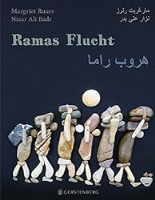 Margriet Ruurs
Nizar Ali Badr
مارغريت رورز
نزار علي بدر
Ramas Flucht
هروب راما
GERSTENBERG